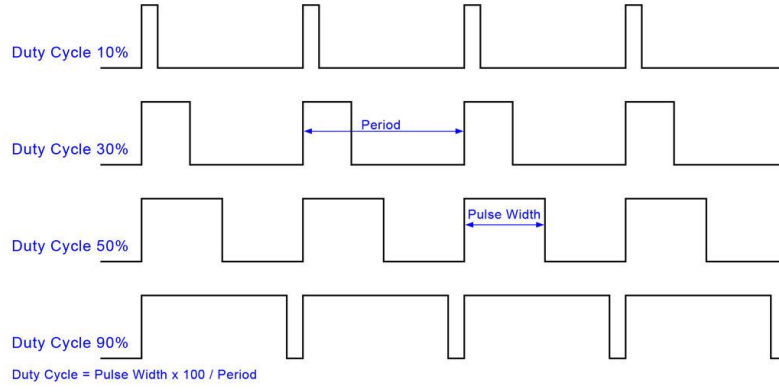 Duty Cycle 10%
Period
Duty Cycle 30%
Pulse Width
Duty Cycle 50%
Duty Cycle 90%
Duty Cycle = Pulse Width x 100 / Period